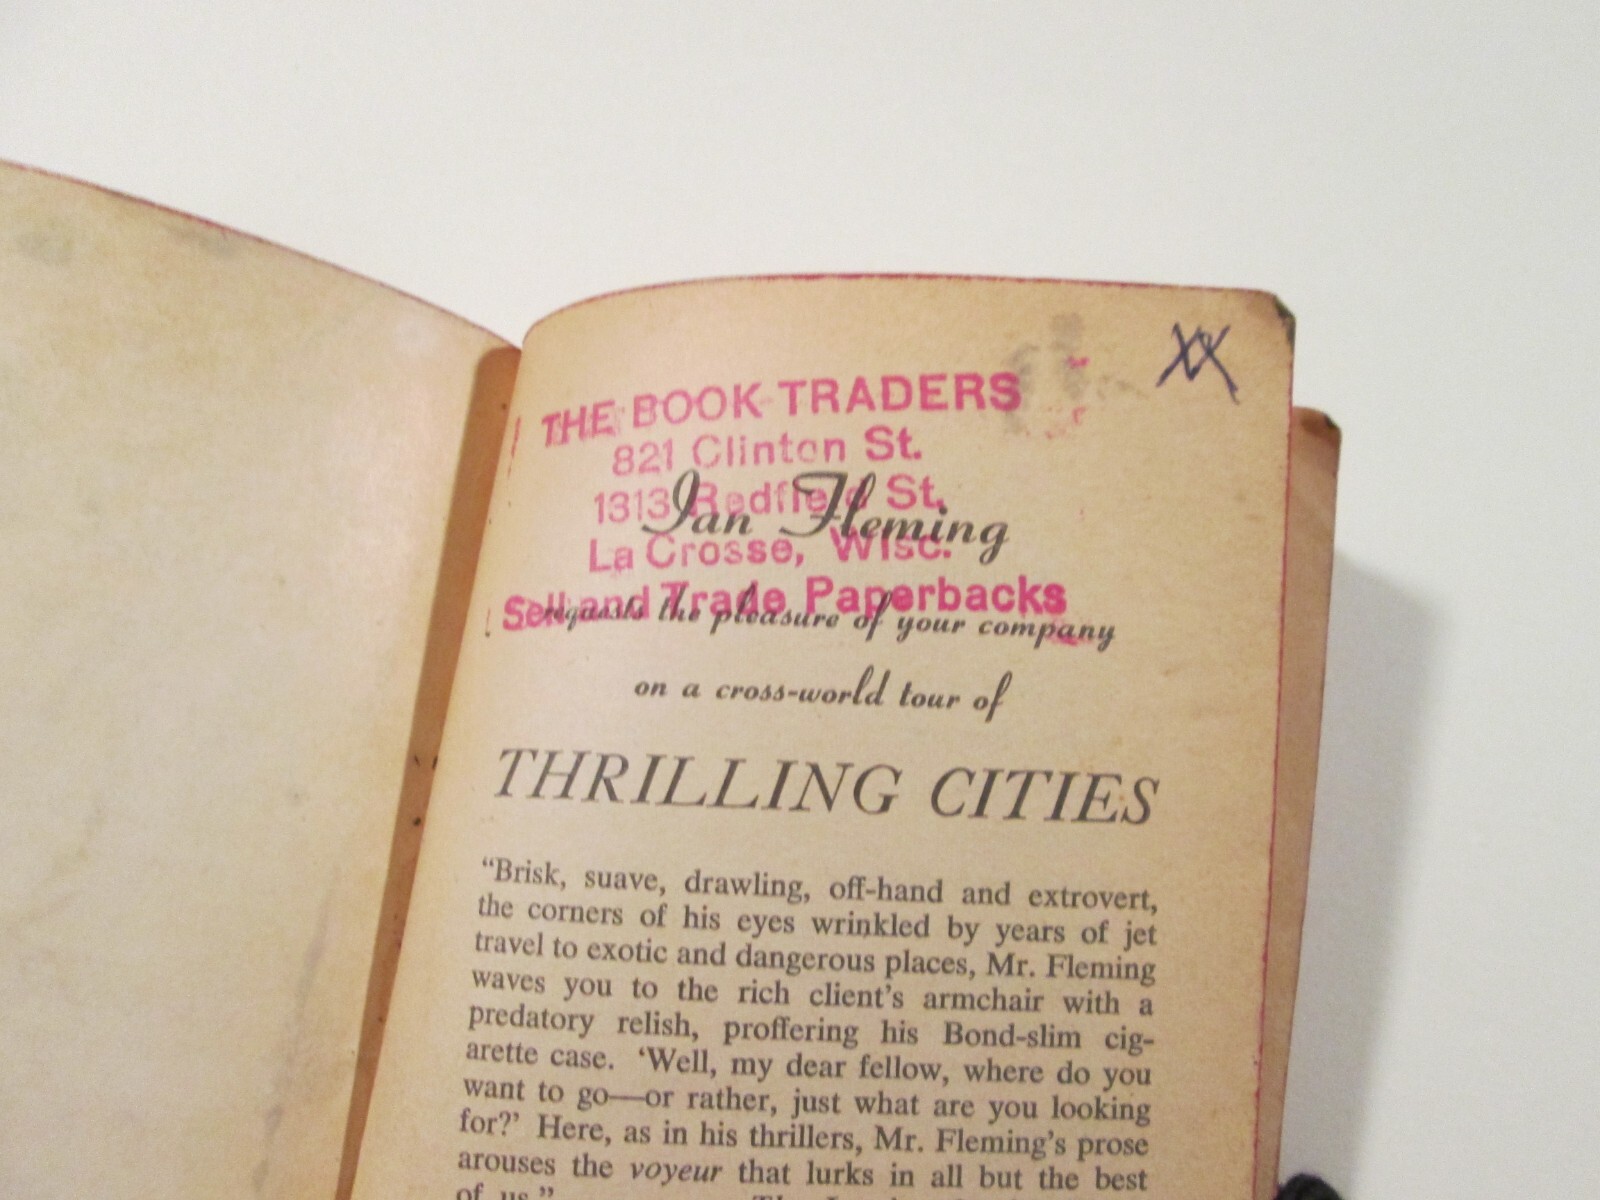 XX
THE BOOK TRADERS
821 Clinton St.
1313 Redfield St.
Ian Fleming
La Crosse, Wisc.
Sell and Trade Paperbacks
requests the pleasure of your company
on a cross-world tour of
THRILLING CITIES
“Brisk, suave, drawling, off-hand and extrovert,
the corners of his eyes wrinkled by years of jet
travel to exotic and dangerous places, Mr. Fleming
waves you to the rich client’s armchair with a
predatory relish, proffering his Bond-slim cig-
arette case. ‘Well, my dear fellow, where do you
want to go—or rather, just what are you looking
for?’ Here, as in his thrillers, Mr. Fleming’s prose
arouses the voyeur that lurks in all but the best
of us.”